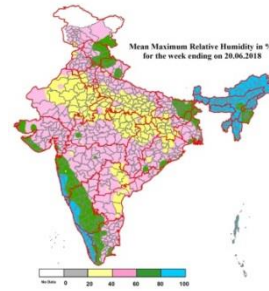 Mean Maximum Relative Humidity in %
for the week ending on 20.06.2018
No Data 0 20 40 60 80 100